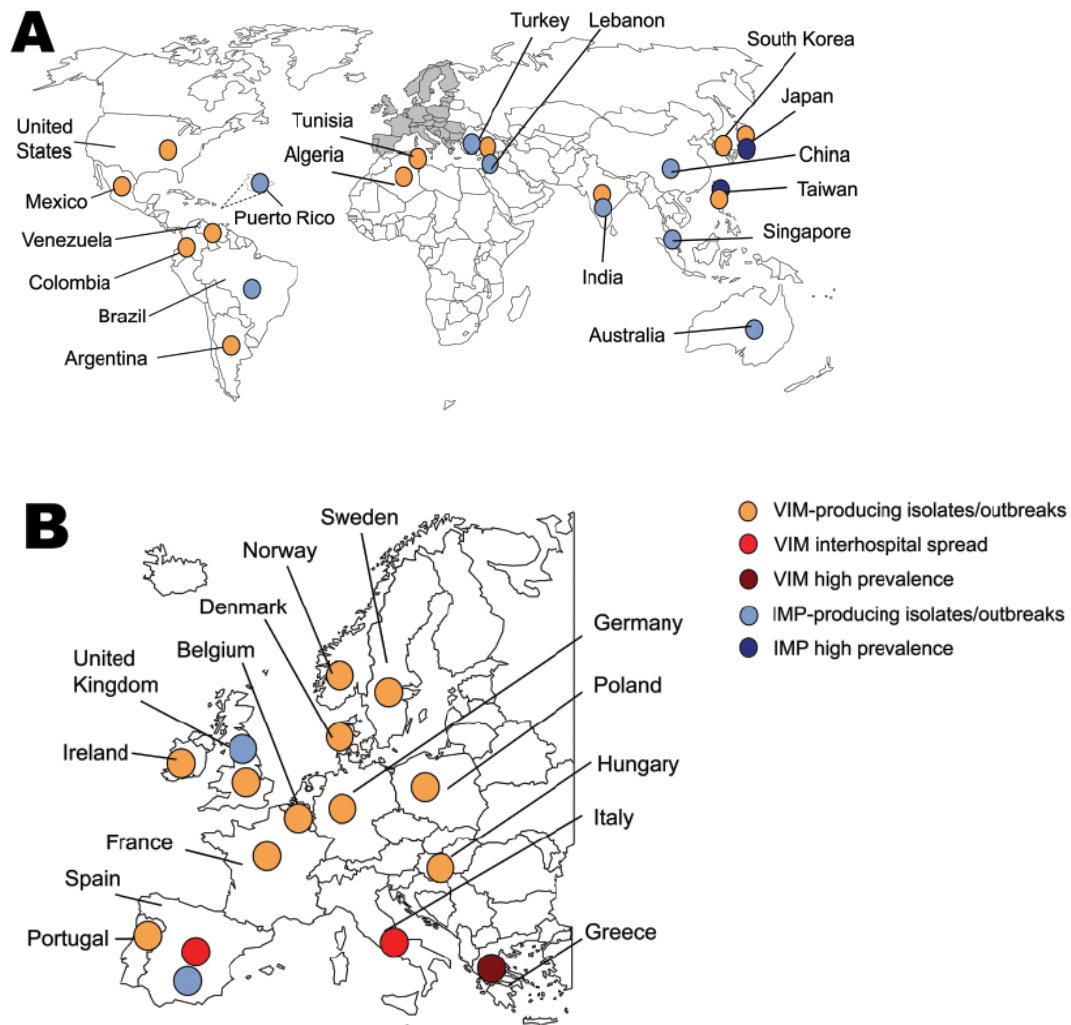 A
Turkey
Lebanon
South Korea
Japan
United
States
Tunisia
Algeria
China
Taiwan
Mexico
Puerto Rico
Venezuela
Singapore
Colombia
India
Brazil
Australia
Argentina
B
Sweden
Norway
Denmark
Belgium
United
Kingdom
Ireland
France
Spain
Portugal
Germany
Poland
Hungary
Italy
Greece
VIM-producing isolates/outbreaks
VIM interhospital spread
VIM high prevalence
IMP-producing isolates/outbreaks
IMP high prevalence